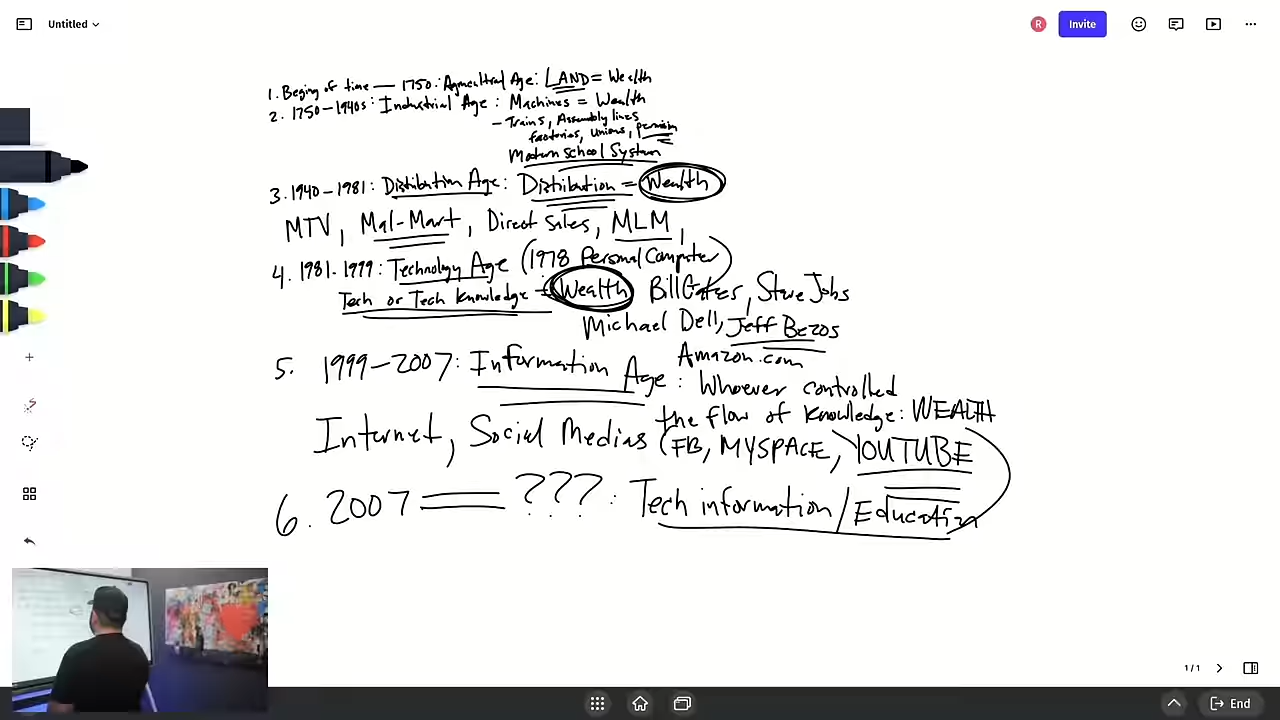 Untitled
R
Invite
1. Beging of time — 1750: Agricultral Age: LAND = Wealth
2. 1750-1940s: Industrial Age: Machines = Wealth
- Trains, Assembly lines
factories, Unions, pension
Modern School System
3. 1940-1981: Distibution Age: Distribution = Wealth
MTV, Wal-Mart, Direct Sales, MLM,
4. 1981-1999: Technology Age (1978 Personal Computer)
Tech or Tech Knowledge = Wealth Bill Gates, Steve Jobs
Michael Dell, Jeff Bezos
Amazon.com
5. 1999-2007: Information Age: Whoever controlled
the flow of Knowledge: WEALTH
Internet, Social Medias (FB, MYSPACE, YOUTUBE)
6. 2007 == ???: Tech information/Education
1/1
End